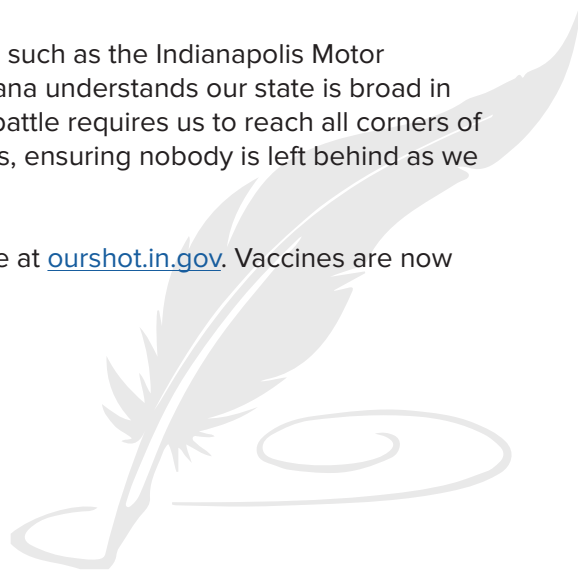 such as the Indianapolis Motor
ana understands our state is broad in
battle requires us to reach all corners of
s, ensuring nobody is left behind as we
e at ourshot.in.gov. Vaccines are now